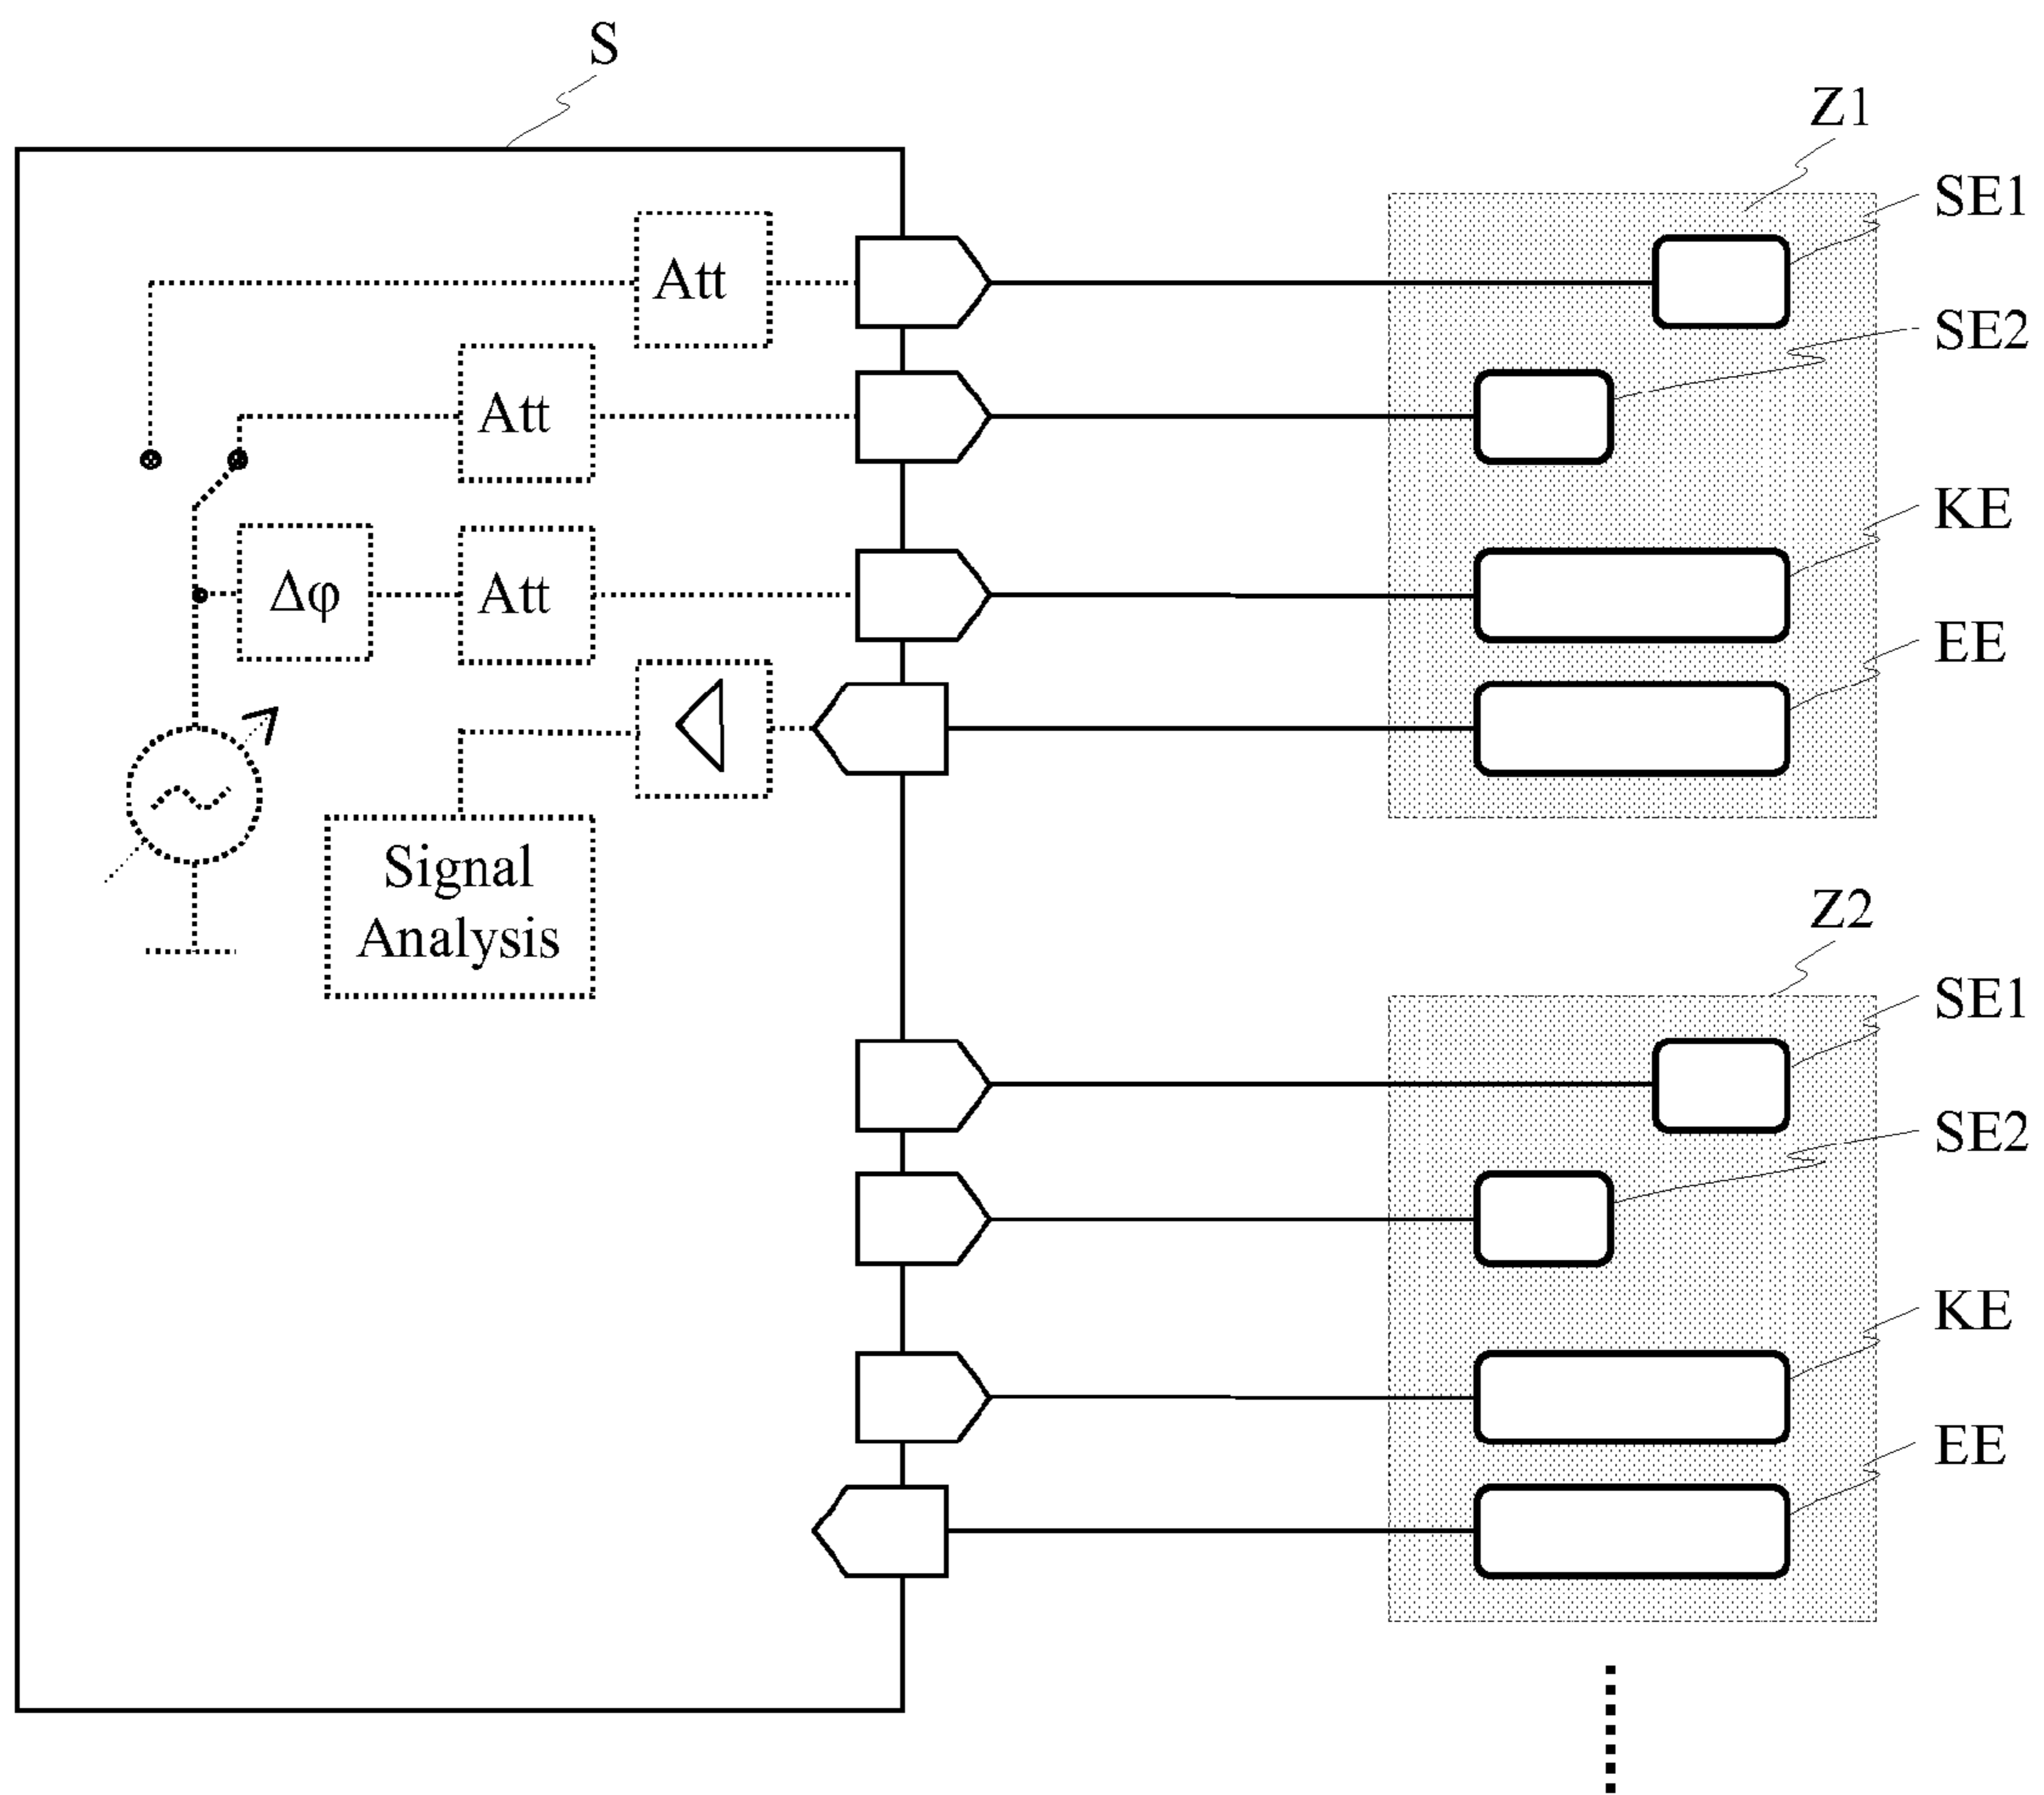 S
Z1
SE1
Att
SE2
Att
KE
Δφ
Att
EE
Signal
Analysis
Z2
SE1
SE2
KE
EE